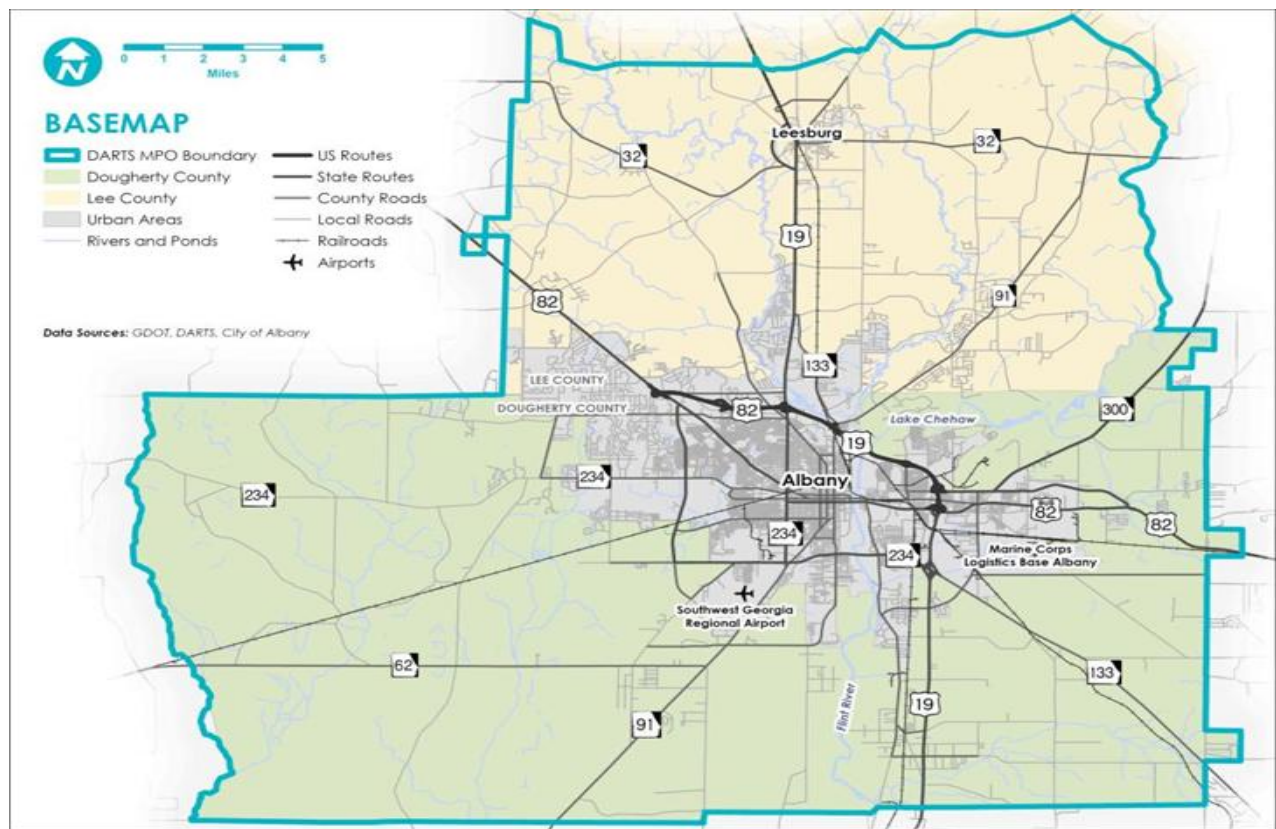 N
0 1 2 3 4 5
Miles
BASEMAP
DARTS MPO Boundary
Dougherty County
Lee County
Urban Areas
Rivers and Ponds
US Routes
State Routes
County Roads
Local Roads
Railroads
Airports
Data Sources: GDOT, DARTS, City of Albany
Leesburg
32
32
19
82
91
133
LEE COUNTY
DOUGHERTY COUNTY
82
300
Lake Chehaw
19
234
234
Albany
82
82
234
234
Marine Corps
Logistics Base Albany
Southwest Georgia
Regional Airport
62
133
Flint River
19
91